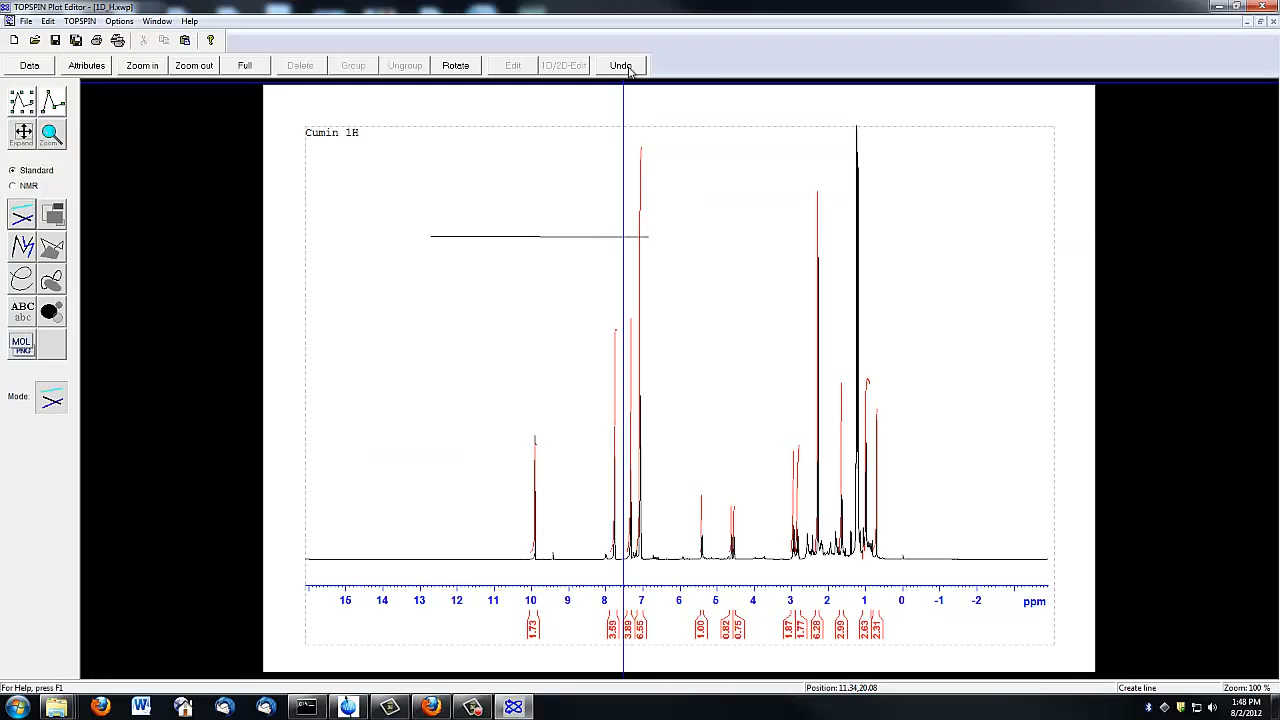 TOPSPIN Plot Editor - [1D_H.xwp]
File Edit TOPSPIN Options Window Help
Data Attributes Zoom in Zoom out Full Delete Group Ungroup Rotate Edit 1D/2D-Edit Undo
Expand Zoom
Standard
NMR
ABC
abc
MOL
PNG
Mode:
Cumin 1H
16 15 14 13 12 11 10 9 8 7 6 5 4 3 2 1 0 -1 -2 ppm
1.73 3.59 3.89 6.55 1.00 0.82 0.75 1.87 1.77 6.28 2.99 2.63 2.31
For Help, press F1 Position: 11.34,20.08 Create line Zoom: 100 %
1:48 PM
8/2/2012